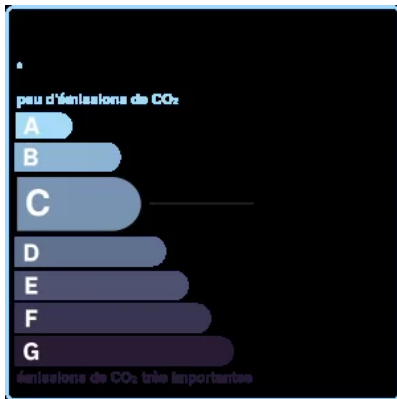 *
peu d'émissions de CO₂
A
B
C
D
E
F
G
émissions de CO₂ très importantes